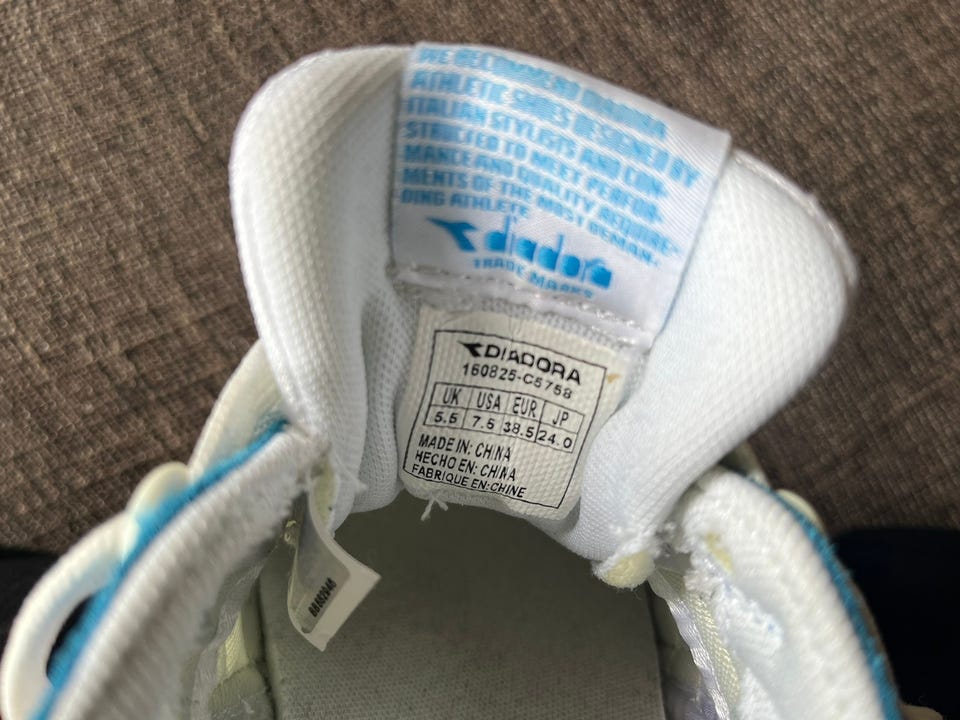 WE RECOMMEND DIADORA
ATHLETIC SHOES DESIGNED BY
ITALIAN STYLISTS AND CON-
STRUCTED TO MEET PERFOR-
MANCE AND QUALITY REQUIRE-
MENTS OF THE MOST DEMAN-
DING ATHLETE
diadora
TRADE MARKS
DIADORA
160825-C5758
UK USA EUR JP
5.5 7.5 38.5 24.0
MADE IN: CHINA
HECHO EN: CHINA
FABRIQUE EN: CHINE